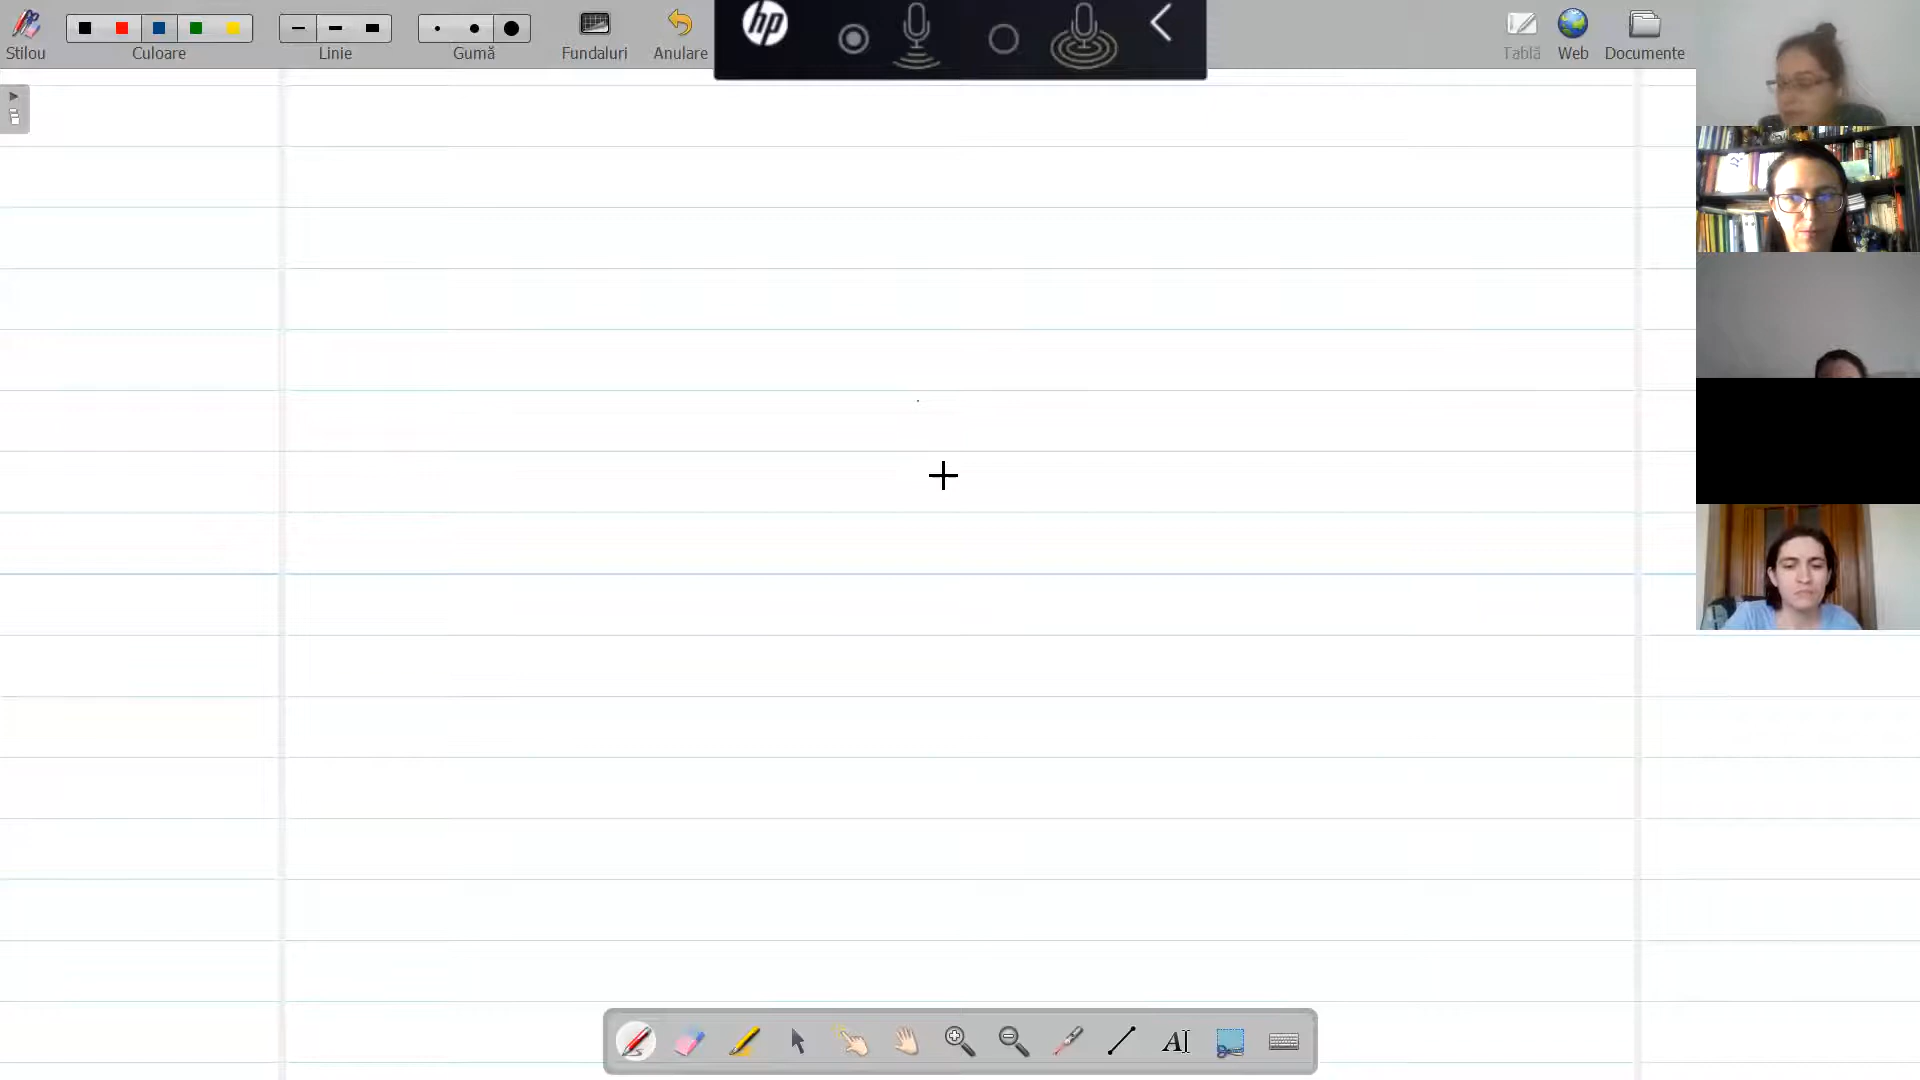 Stilou
Culoare
Linie
Gumă
Fundaluri
Anulare
hp
Tablă
Web
Documente
AI